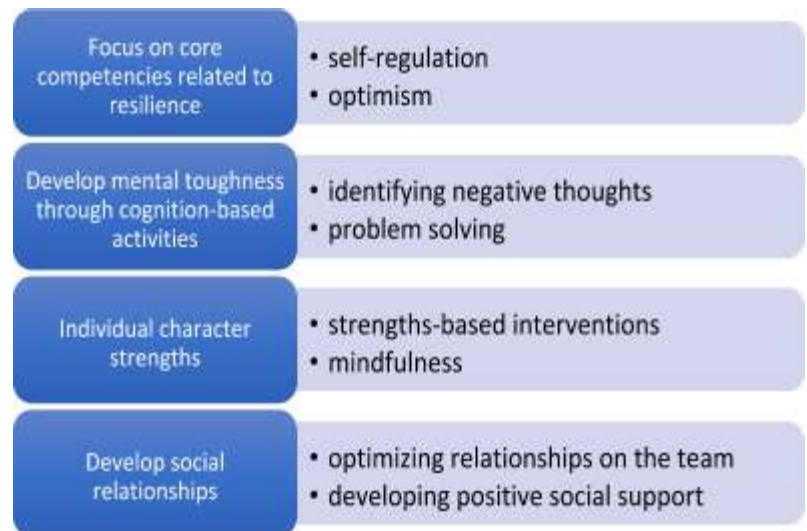 Focus on core
competencies related to
resilience
• self-regulation
• optimism
Develop mental toughness
through cognition-based
activities
• identifying negative thoughts
• problem solving
Individual character
strengths
• strengths-based interventions
• mindfulness
Develop social
relationships
• optimizing relationships on the team
• developing positive social support